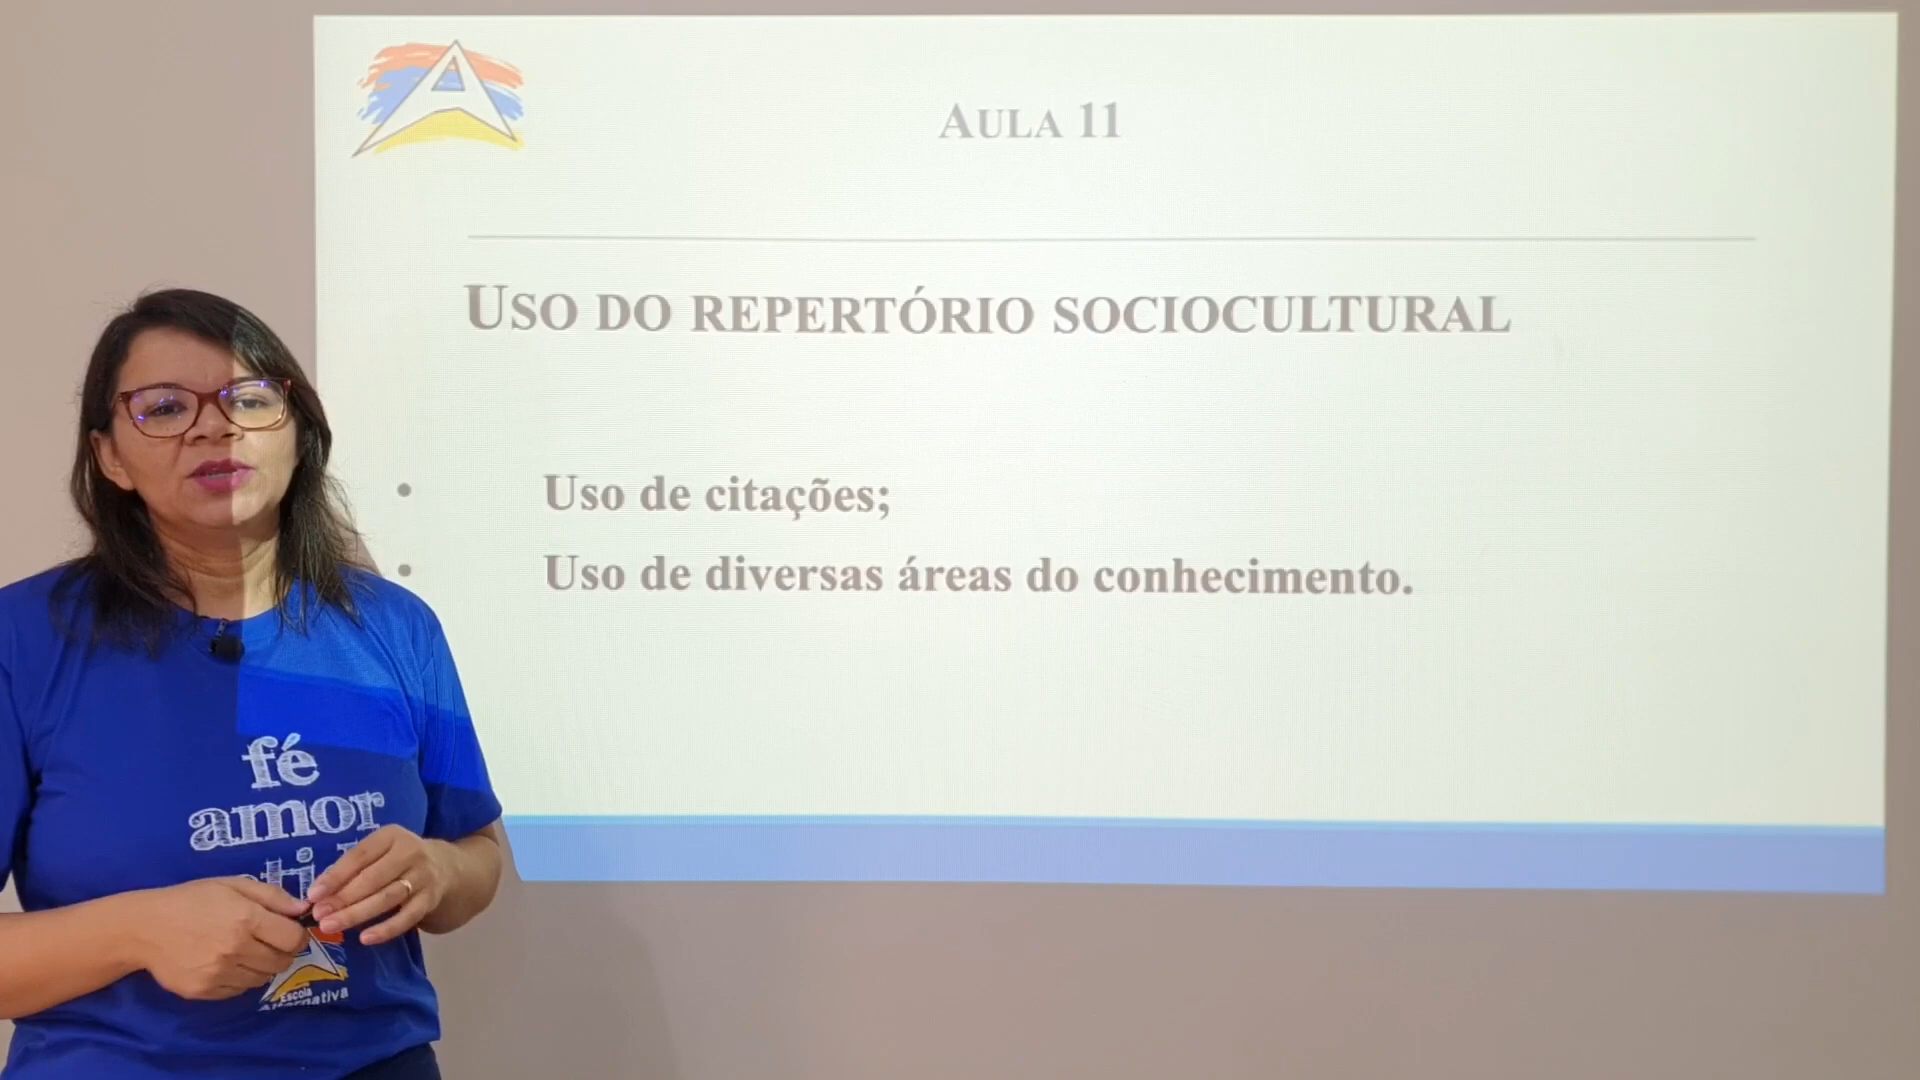 AULA 11
USO DO REPERTÓRIO SOCIOCULTURAL
• Uso de citações;
• Uso de diversas áreas do conhecimento.
fé
amor
Escola